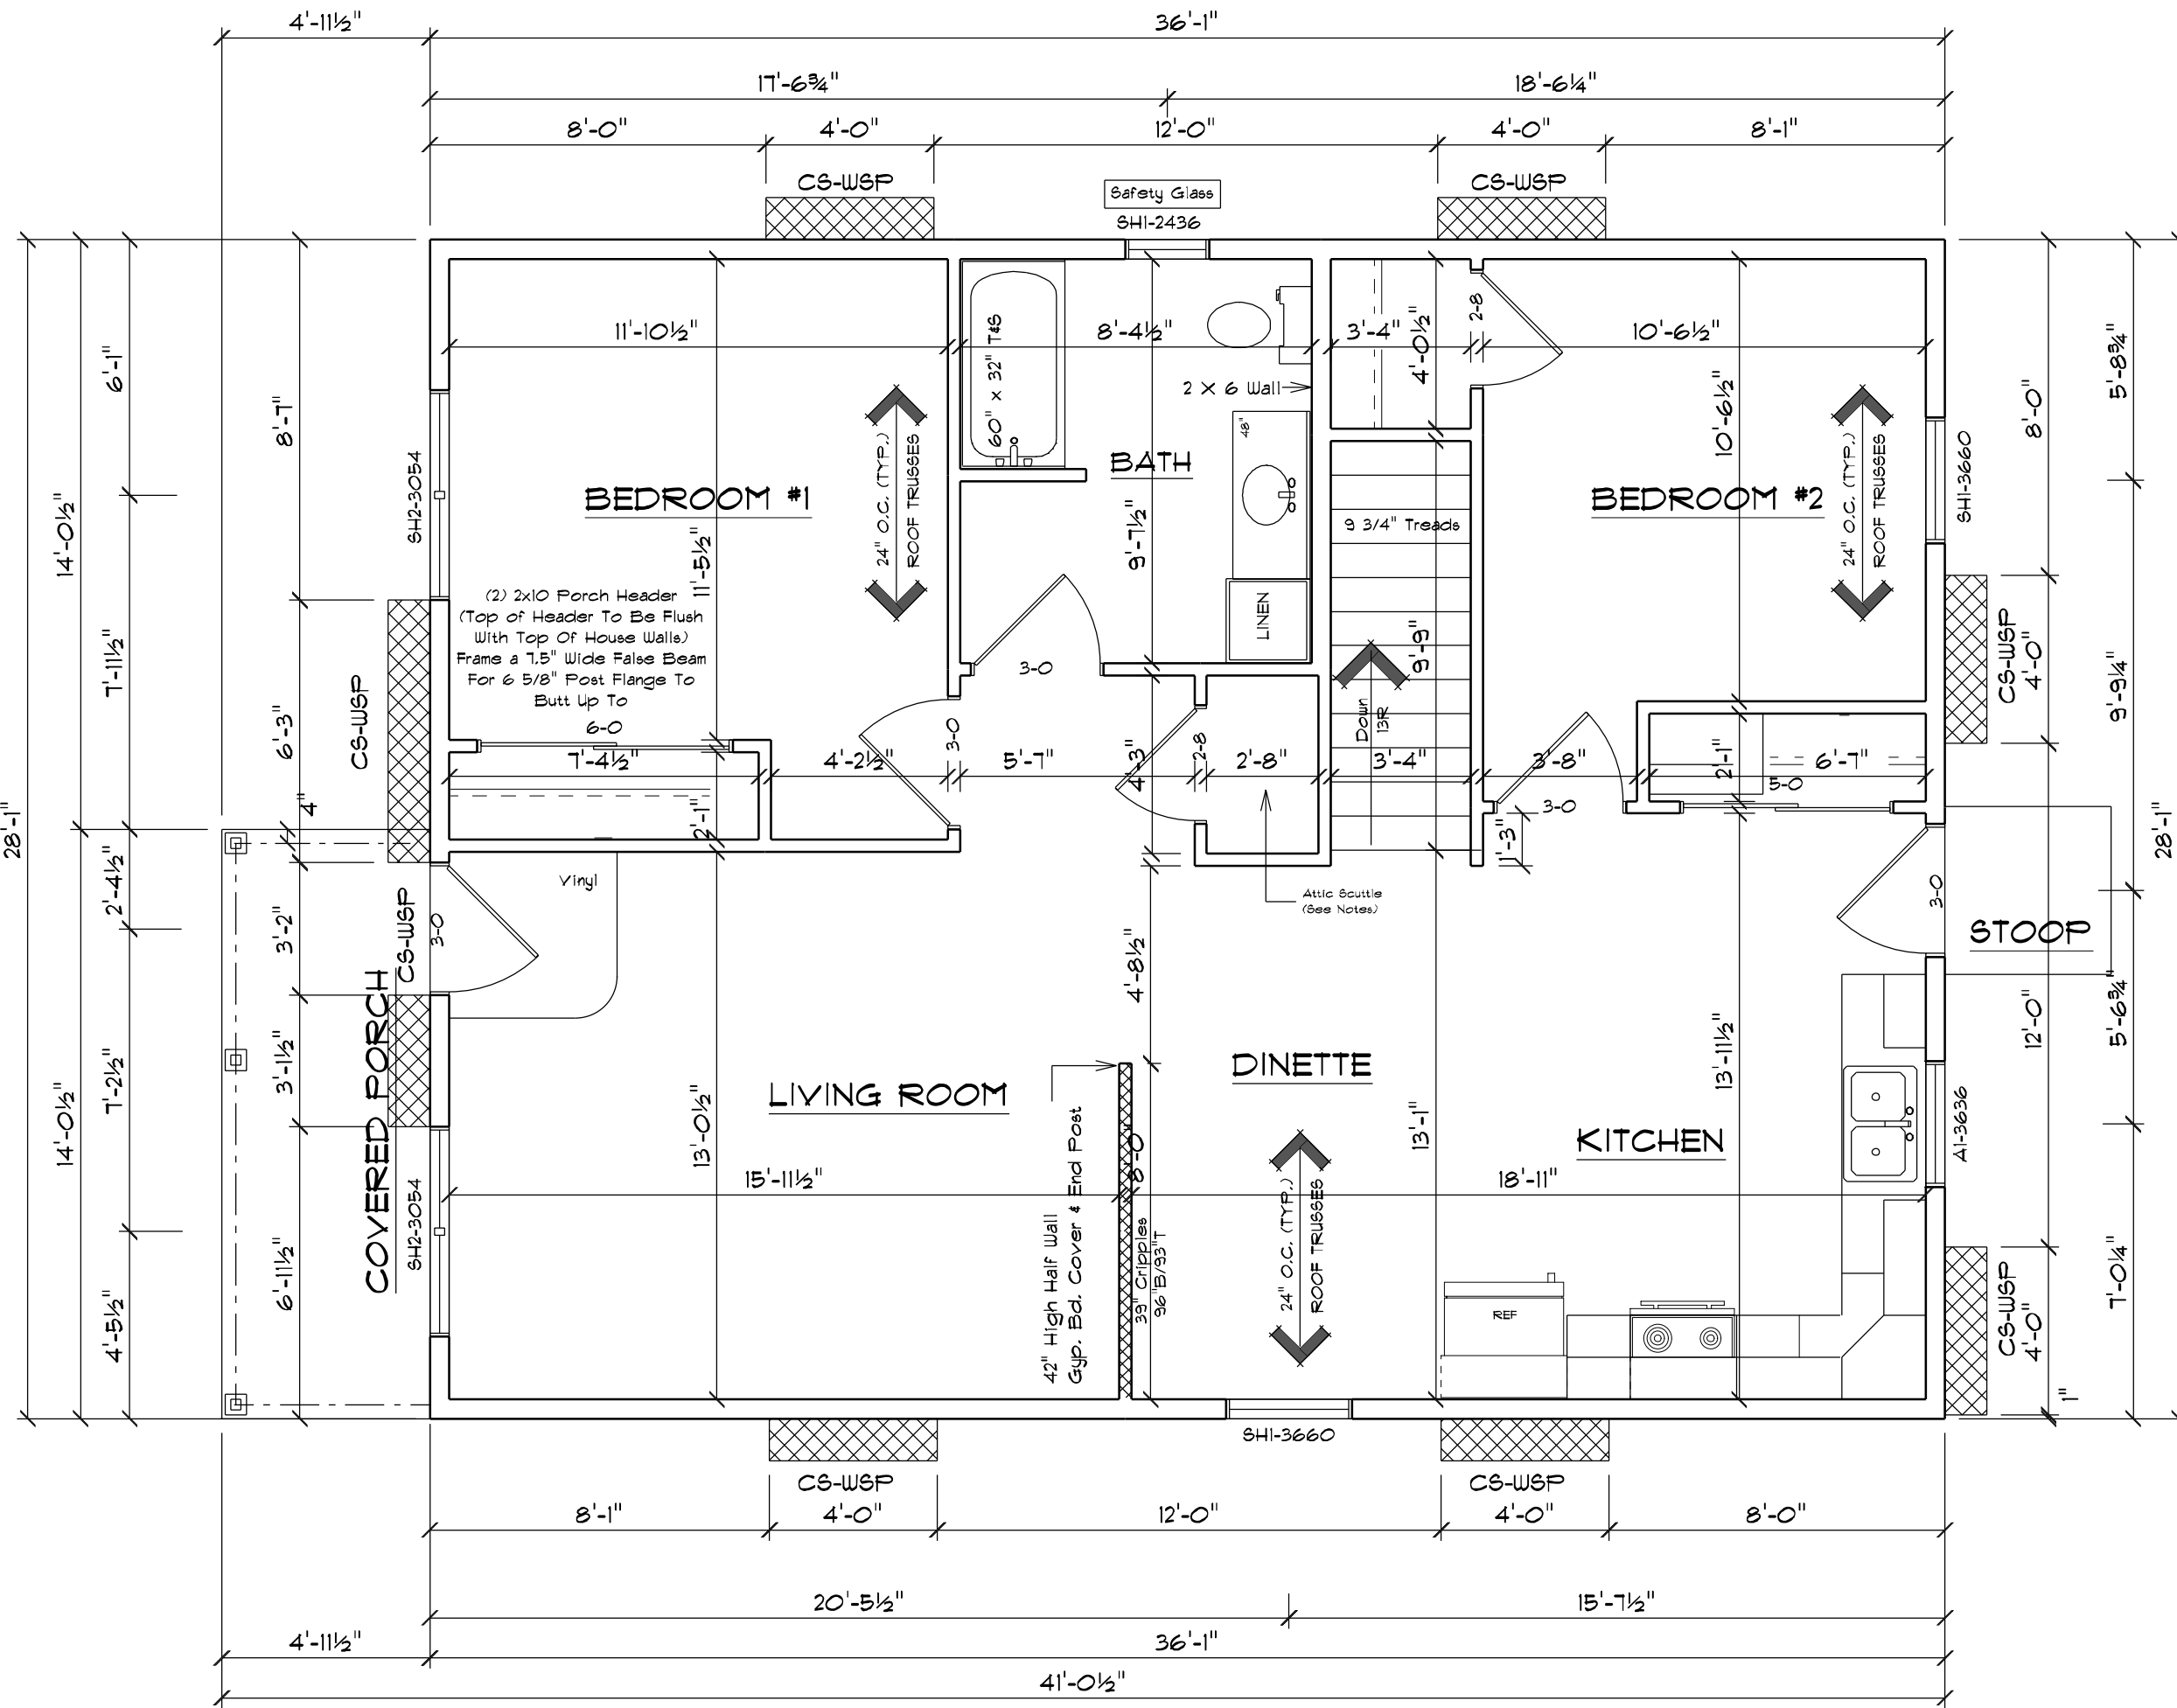 4'-11½"
36'-1"
17'-6¾"
18'-6¼"
8'-0"
4'-0"
12'-0"
4'-0"
8'-1"
CS-WSP
Safety Glass
SH1-2436
CS-WSP
28'-1"
14'-0½"
14'-0½"
6'-1"
7'-11½"
2'-4½"
7'-2½"
4'-5½"
8'-7"
6'-3"
4"
3'-2"
3'-1½"
6'-11½"
SH2-3054
CS-WSP
CS-WSP
COVERED PORCH
SH2-3054
11'-10½"
BEDROOM #1
24" O.C. (TYP.)
ROOF TRUSSES
11'-5½"
(2) 2x10 Porch Header
(Top of Header To Be Flush
With Top Of House Walls)
Frame a 7.5" Wide False Beam
For 6 5/8" Post Flange To
Butt Up To
6-0
7'-4½"
2'-1"
4'-2½"
3-0
5'-7"
60" x 32" T&S
8'-4½"
2 X 6 Wall
48"
BATH
9'-7½"
LINEN
3-0
4'-3"
2-8
2'-8"
3'-4"
4'-0½"
2-8
9 3/4" Treads
9'-9"
Down
13R
3'-4"
Attic Scuttle
(See Notes)
10'-6½"
10'-6½"
BEDROOM #2
24" O.C. (TYP.)
ROOF TRUSSES
3'-8"
3-0
1'-3"
2'-1"
6'-7"
5-0
Vinyl
3-0
LIVING ROOM
13'-0½"
15'-11½"
4'-8½"
8'-0"
42" High Half Wall
Gyp. Bd. Cover & End Post
39" Cripples
96"B/93"T
DINETTE
24" O.C. (TYP.)
ROOF TRUSSES
13'-1"
13'-11½"
KITCHEN
18'-11"
REF
3-0
STOOP
SH1-3660
CS-WSP
4'-0"
A1-3636
CS-WSP
4'-0"
1"
8'-0"
12'-0"
5'-8¾"
9'-9¼"
5'-6¾"
7'-0¼"
28'-1"
SH1-3660
CS-WSP
CS-WSP
8'-1"
4'-0"
12'-0"
4'-0"
8'-0"
20'-5½"
15'-7½"
4'-11½"
36'-1"
41'-0½"